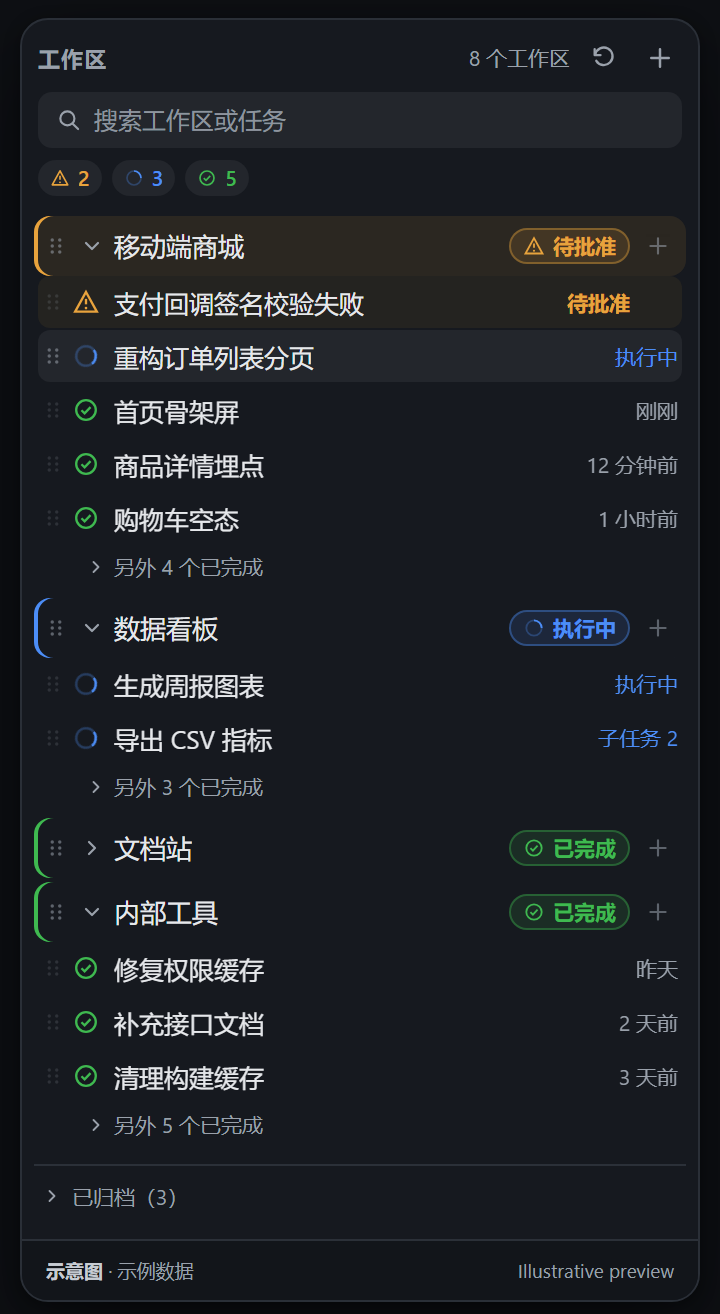 工作区 8 个工作区
搜索工作区或任务
2 3 5
移动端商城 待批准
支付回调签名校验失败 待批准
重构订单列表分页 执行中
首页骨架屏 刚刚
商品详情埋点 12 分钟前
购物车空态 1 小时前
另外 4 个已完成
数据看板 执行中
生成周报图表 执行中
导出 CSV 指标 子任务 2
另外 3 个已完成
文档站 已完成
内部工具 已完成
修复权限缓存 昨天
补充接口文档 2 天前
清理构建缓存 3 天前
另外 5 个已完成
已归档（3）
示意图 · 示例数据 Illustrative preview